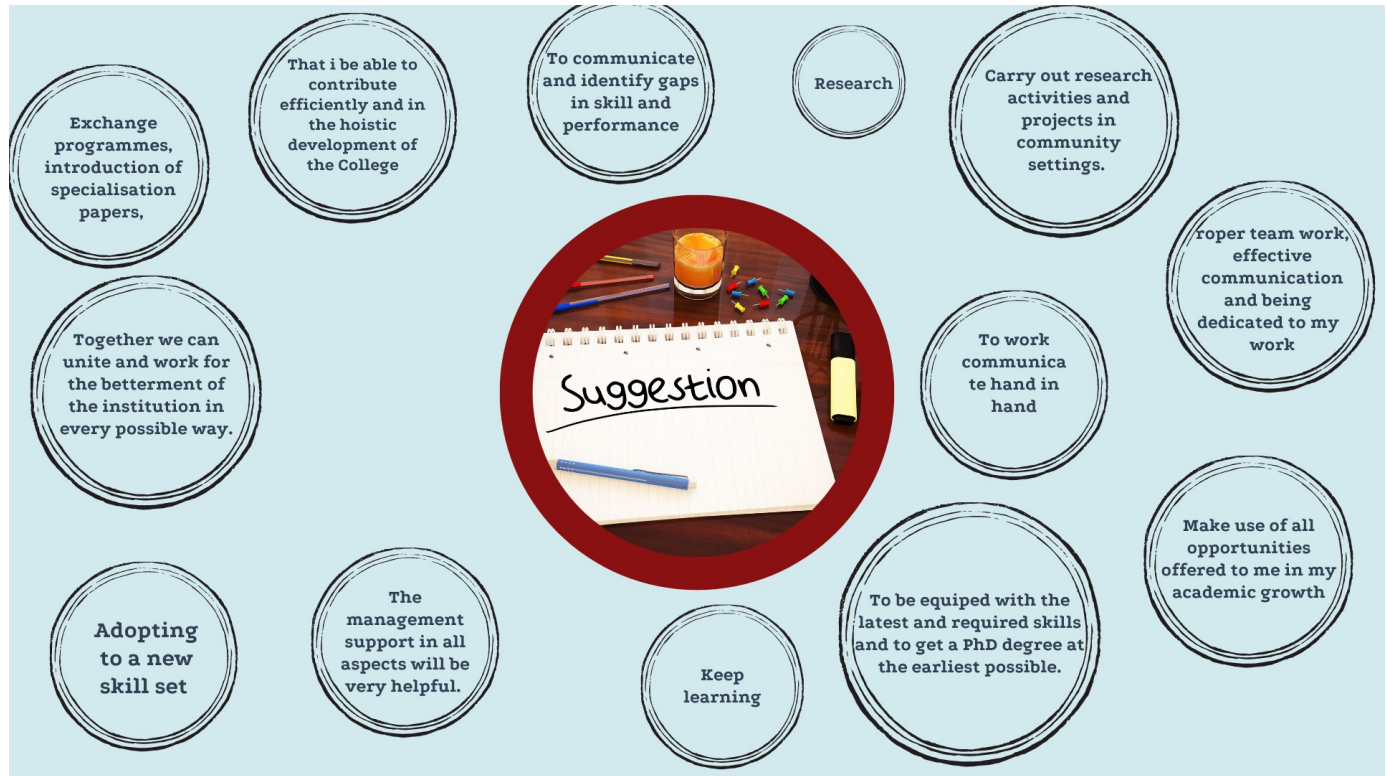 Exchange
programmes,
introduction of
specialisation
papers,
That i be able to
contribute
efficiently and in
the hoistic
development of
the College
To communicate
and identify gaps
in skill and
performance
Research
Carry out research
activities and
projects in
community
settings.
roper team work,
effective
communication
and being
dedicated to my
work
Together we can
unite and work for
the betterment of
the institution in
every possible way.
Suggestion
To work
communica
te hand in
hand
Make use of all
opportunities
offered to me in my
academic growth
Adopting
to a new
skill set
The
management
support in all
aspects will be
very helpful.
Keep
learning
To be equiped with the
latest and required skills
and to get a PhD degree at
the earliest possible.